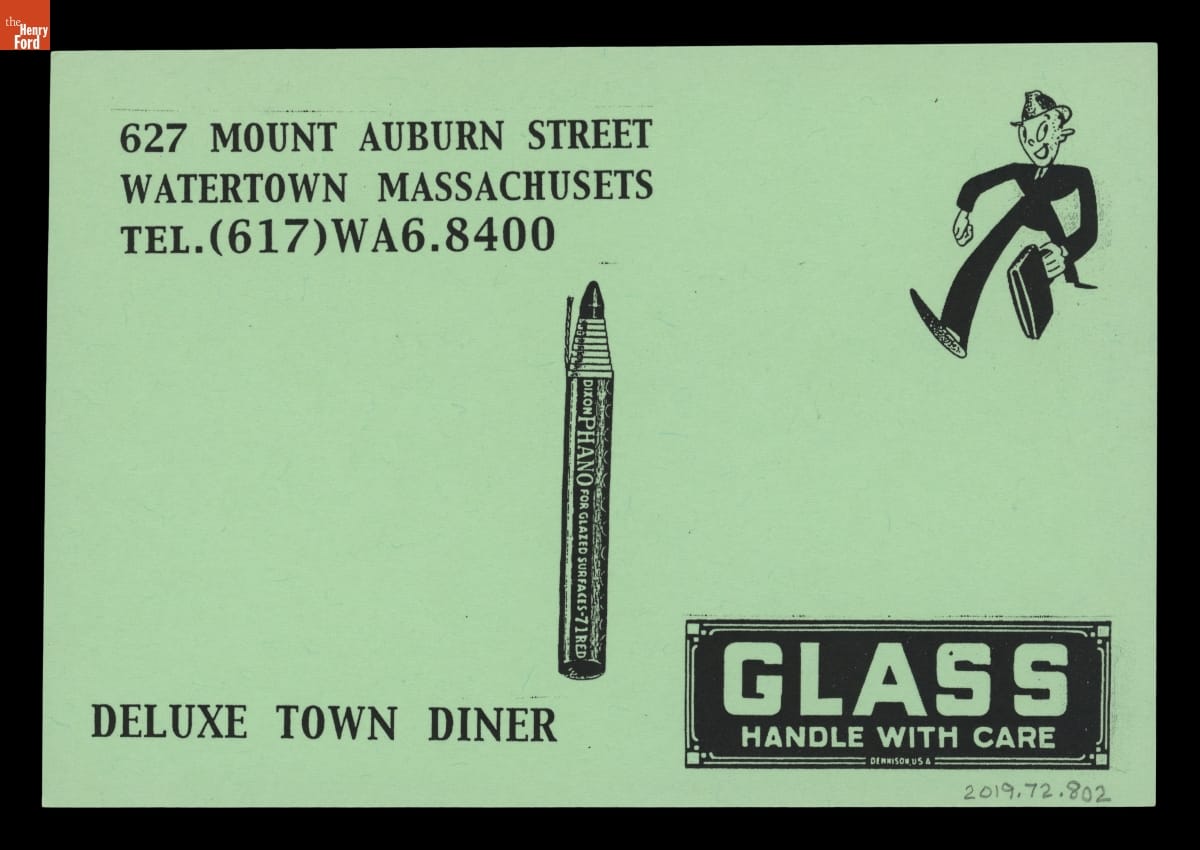 the
Henry
Ford
627 MOUNT AUBURN STREET
WATERTOWN MASSACHUSETS
TEL.(617)WA6.8400
DIXON PHANO FOR GLAZED SURFACES-71 RED
DELUXE TOWN DINER
GLASS
HANDLE WITH CARE
DENNISON, U S A
2019.72.802